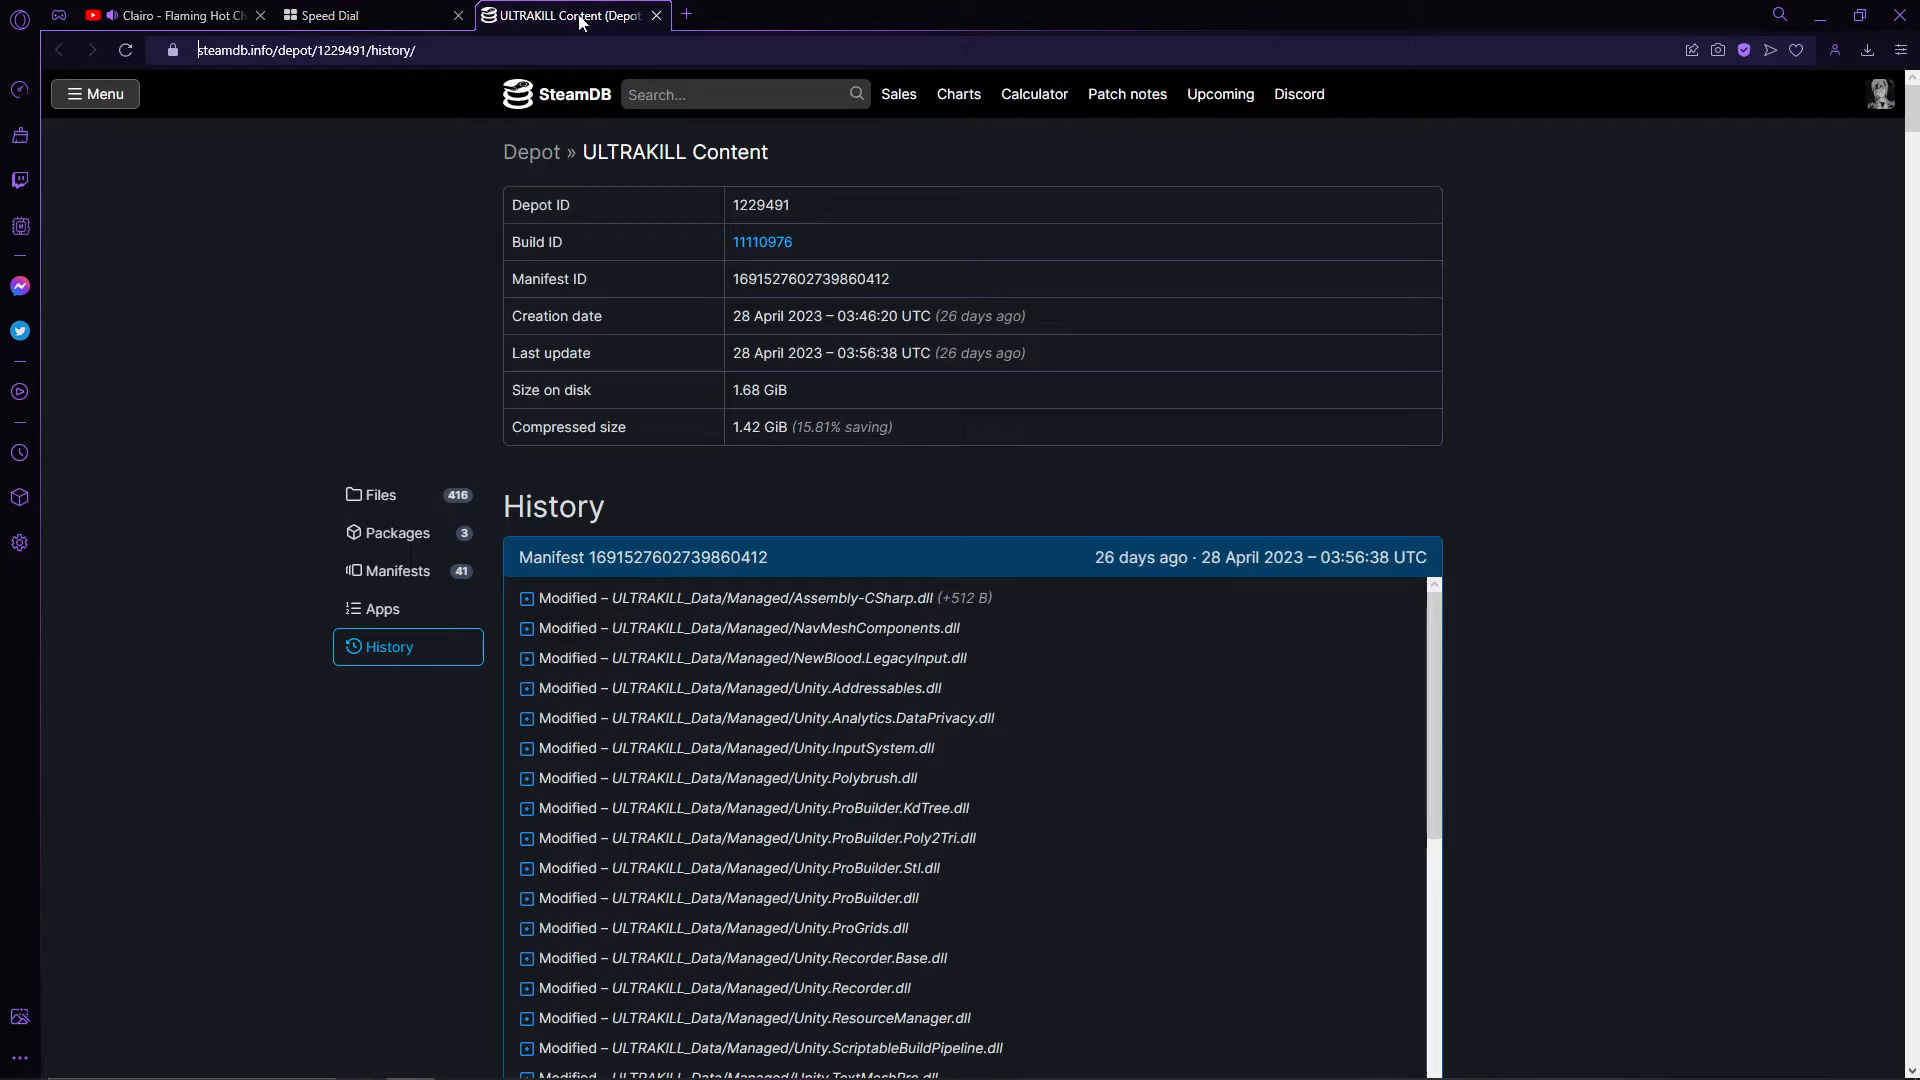 Clairo - Flaming Hot Ch
Speed Dial
ULTRAKILL Content (Depot
steamdb.info/depot/1229491/history/
Menu
SteamDB
Search...
Sales
Charts
Calculator
Patch notes
Upcoming
Discord
Depot » ULTRAKILL Content
Depot ID 1229491
Build ID 11110976
Manifest ID 1691527602739860412
Creation date 28 April 2023 – 03:46:20 UTC (26 days ago)
Last update 28 April 2023 – 03:56:38 UTC (26 days ago)
Size on disk 1.68 GiB
Compressed size 1.42 GiB (15.81% saving)
Files 416
Packages 3
Manifests 41
Apps
History
History
Manifest 1691527602739860412 26 days ago · 28 April 2023 – 03:56:38 UTC
Modified – ULTRAKILL_Data/Managed/Assembly-CSharp.dll (+512 B)
Modified – ULTRAKILL_Data/Managed/NavMeshComponents.dll
Modified – ULTRAKILL_Data/Managed/NewBlood.LegacyInput.dll
Modified – ULTRAKILL_Data/Managed/Unity.Addressables.dll
Modified – ULTRAKILL_Data/Managed/Unity.Analytics.DataPrivacy.dll
Modified – ULTRAKILL_Data/Managed/Unity.InputSystem.dll
Modified – ULTRAKILL_Data/Managed/Unity.Polybrush.dll
Modified – ULTRAKILL_Data/Managed/Unity.ProBuilder.KdTree.dll
Modified – ULTRAKILL_Data/Managed/Unity.ProBuilder.Poly2Tri.dll
Modified – ULTRAKILL_Data/Managed/Unity.ProBuilder.Stl.dll
Modified – ULTRAKILL_Data/Managed/Unity.ProBuilder.dll
Modified – ULTRAKILL_Data/Managed/Unity.ProGrids.dll
Modified – ULTRAKILL_Data/Managed/Unity.Recorder.Base.dll
Modified – ULTRAKILL_Data/Managed/Unity.Recorder.dll
Modified – ULTRAKILL_Data/Managed/Unity.ResourceManager.dll
Modified – ULTRAKILL_Data/Managed/Unity.ScriptableBuildPipeline.dll
Modified – ULTRAKILL_Data/Managed/Unity.TextMeshPro.dll